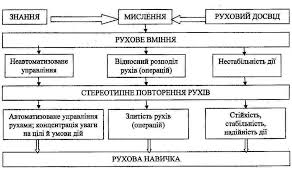 ЗНАННЯ
МИСЛЕННЯ
РУХОВИЙ ДОСВІД
РУХОВЕ ВМІННЯ
Неавтоматизоване
управління
Відносний розподіл
рухів (операцій)
Нестабільність дії
СТЕРЕОТИПНЕ ПОВТОРЕННЯ РУХІВ
Автоматизоване управління
рухами; концентрація уваги
на цілі й умови дій
Злитість рухів
(операцій)
Стійкість,
стабільність,
надійність дії
РУХОВА НАВИЧКА